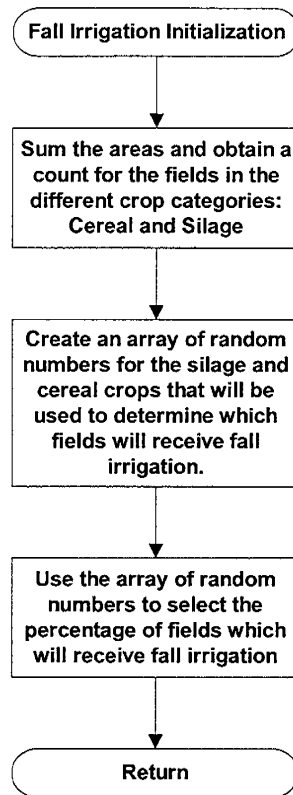 Fall Irrigation Initialization
Sum the areas and obtain a
count for the fields in the
different crop categories:
Cereal and Silage
Create an array of random
numbers for the silage and
cereal crops that will be
used to determine which
fields will receive fall
irrigation.
Use the array of random
numbers to select the
percentage of fields which
will receive fall irrigation
Return